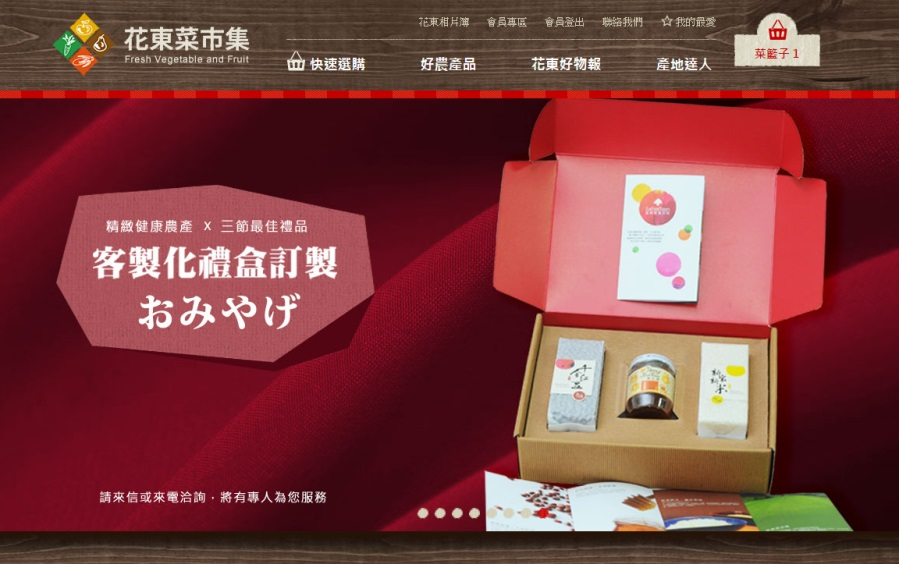 花東菜市集
Fresh Vegetable and Fruit
花東相片簿 會員專區 會員登出 聯絡我們 我的最愛
快速選購 好農產品 花東好物報 產地達人
菜籃子 1
精緻健康農產 x 三節最佳禮品
客製化禮盒訂製
おみやげ
請來信或來電洽詢，將有專人為您服務